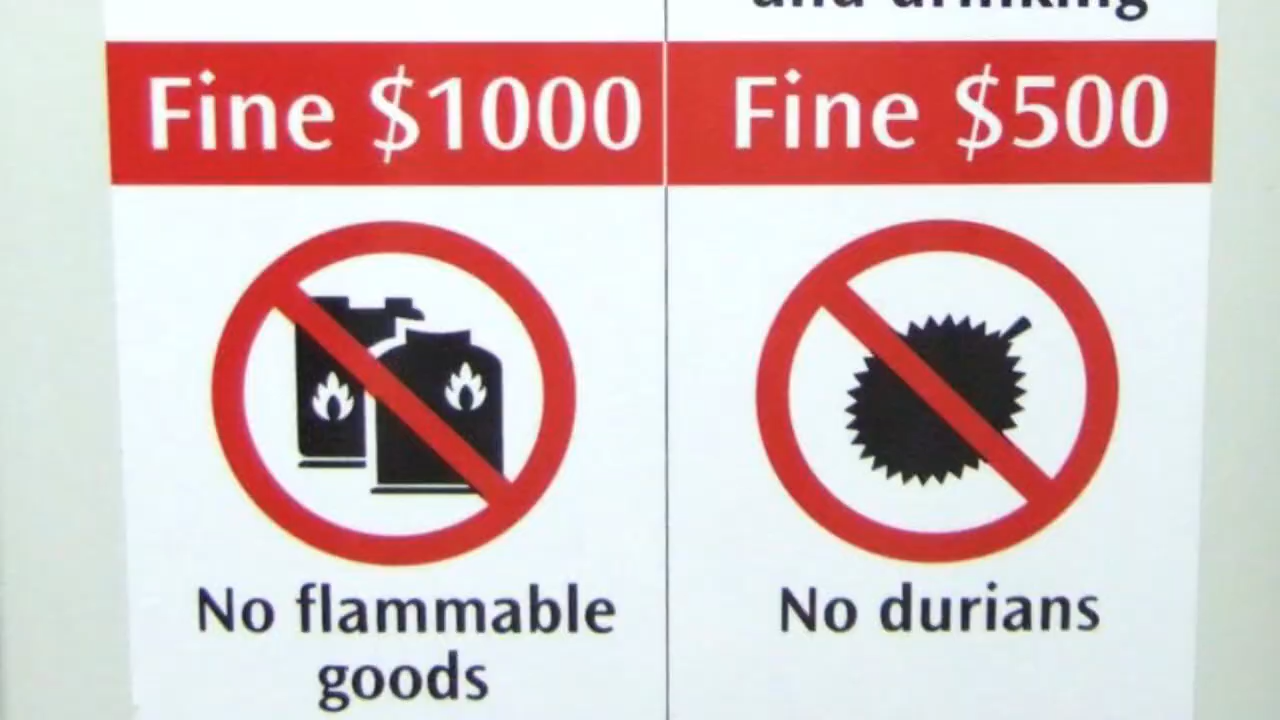 and drinking
Fine $1000
Fine $500
No flammable
goods
No durians